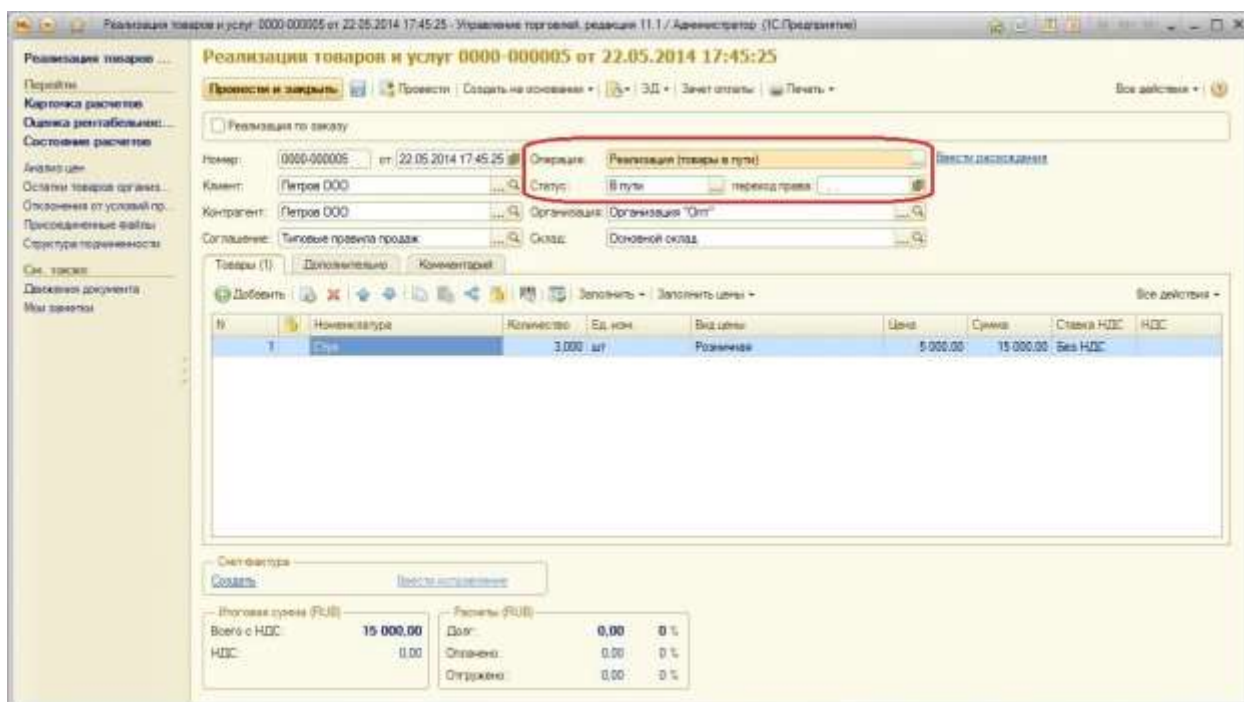 Реализация товаров и услуг 0000-000005 от 22.05.2014 17:45:25 - Управление торговлей, редакция 11.1 / Администратор (1С:Предприятие)
Реализация товаров ...
Перейти
Карточка расчетов
Оценка рентабельнос...
Состояние расчетов
Анализ цен
Остатки товаров организ...
Отклонения от условий пр...
Присоединенные файлы
Структура подчиненности
См. также
Движения документа
Мои заметки
Реализация товаров и услуг 0000-000005 от 22.05.2014 17:45:25
Провести и закрыть Провести Создать на основании ЭД Зачет оплаты Печать Все действия
Реализация по заказу
Номер: 0000-000005 от: 22.05.2014 17:45:25 Операция: Реализация (товары в пути) ... Ввести расхождения
Клиент: Петров ООО ... Статус: В пути ... переход права: . .
Контрагент: Петров ООО ... Организация: Организация "Опт" ...
Соглашение: Типовые правила продаж ... Склад: Основной склад ...
Товары (1) Дополнительно Комментарий
Добавить Заполнить Заполнить цены Все действия
N Номенклатура Количество Ед. изм. Вид цены Цена Сумма Ставка НДС НДС
1 3,000 шт Розничная 5 000,00 15 000,00 Без НДС
Счет-фактура
Создать Ввести исправление
Итоговая сумма (RUB) Расчеты (RUB)
Всего с НДС: 15 000,00 Долг: 0,00 0 %
НДС: 0,00 Оплачено: 0,00 0 %
Отгружено: 0,00 0 %